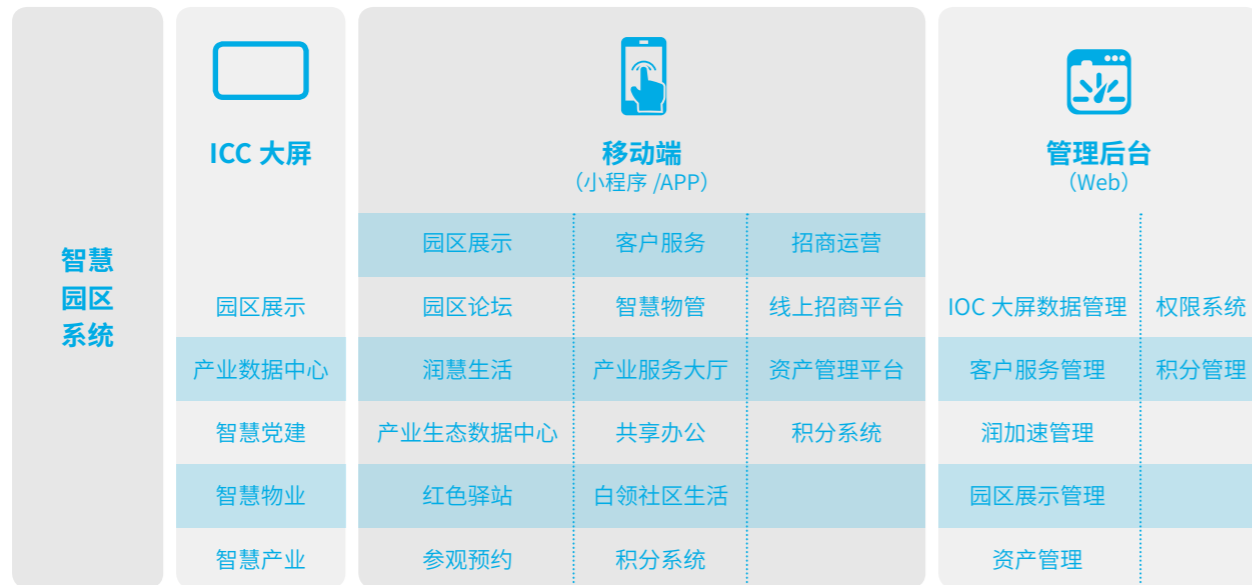 智慧
园区
系统
ICC 大屏
园区展示
产业数据中心
智慧党建
智慧物业
智慧产业
移动端
（小程序 /APP）
园区展示 客户服务 招商运营
园区论坛 智慧物管 线上招商平台
润慧生活 产业服务大厅 资产管理平台
产业生态数据中心 共享办公 积分系统
红色驿站 白领社区生活
参观预约 积分系统
管理后台
（Web）
IOC 大屏数据管理 权限系统
客户服务管理 积分管理
润加速管理
园区展示管理
资产管理